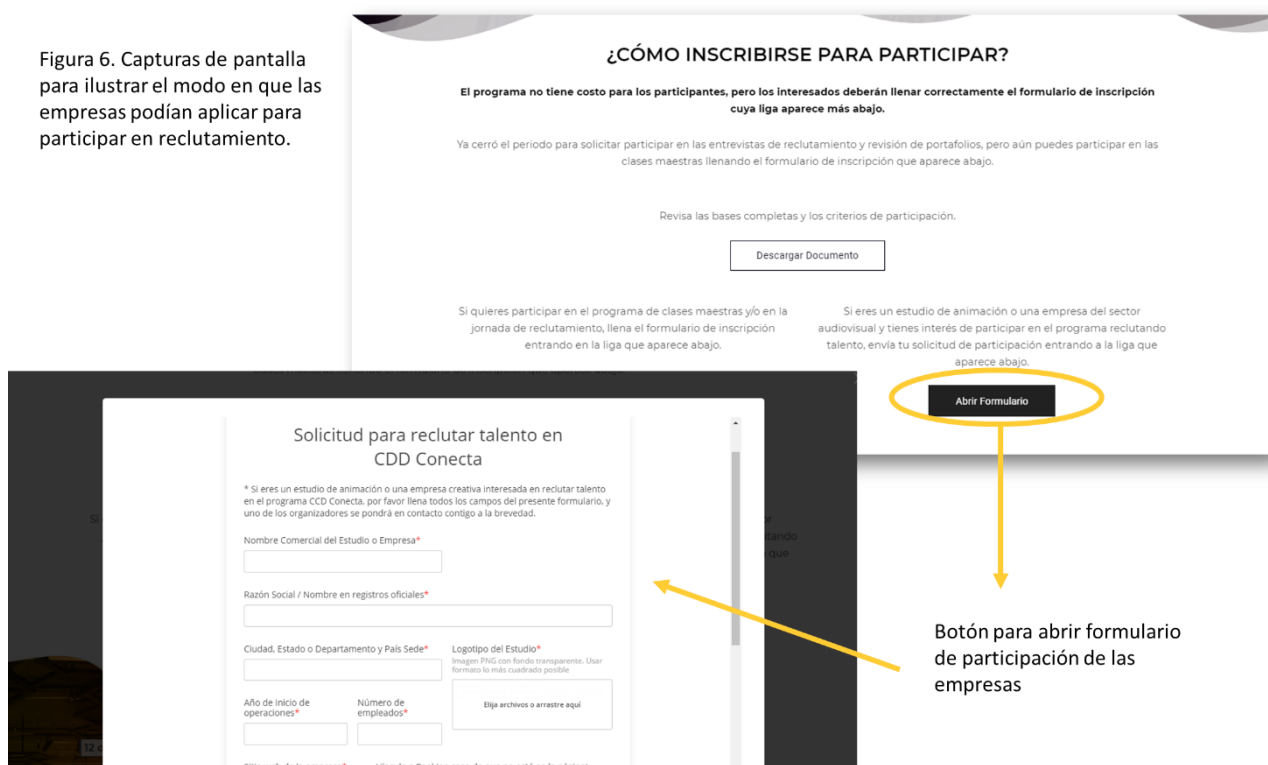 Figura 6. Capturas de pantalla
para ilustrar el modo en que las
empresas podían aplicar para
participar en reclutamiento.
¿CÓMO INSCRIBIRSE PARA PARTICIPAR?
El programa no tiene costo para los participantes, pero los interesados deberán llenar correctamente el formulario de inscripción
cuya liga aparece más abajo.
Ya cerró el periodo para solicitar participar en las entrevistas de reclutamiento y revisión de portafolios, pero aún puedes participar en las
clases maestras llenando el formulario de inscripción que aparece abajo.
Revisa las bases completas y los criterios de participación.
Descargar Documento
Si quieres participar en el programa de clases maestras y/o en la
jornada de reclutamiento, llena el formulario de inscripción
entrando en la liga que aparece abajo.
Si eres un estudio de animación o una empresa del sector
audiovisual y tienes interés de participar en el programa reclutando
talento, envía tu solicitud de participación entrando a la liga que
aparece abajo.
Abrir Formulario
Solicitud para reclutar talento en
CDD Conecta
* Si eres un estudio de animación o una empresa creativa interesada en reclutar talento
en el programa CCD Conecta, por favor llena todos los campos del presente formulario, y
uno de los organizadores se pondrá en contacto contigo a la brevedad.
Nombre Comercial del Estudio o Empresa*
Razón Social / Nombre en registros oficiales*
Ciudad, Estado o Departamento y País Sede*
Logotipo del Estudio*
Imagen PNG con fondo transparente. Usar
formato lo más cuadrado posible
Elija archivos o arrastre aquí
Año de inicio de
operaciones*
Número de
empleados*
Botón para abrir formulario
de participación de las
empresas